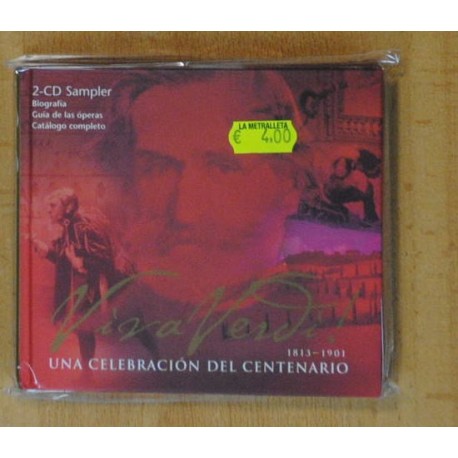 2-CD Sampler
Biografía
Guía de las óperas
Catálogo completo
LA METRALLETA
€ 4.00
Viva Verdi!
1813-1901
UNA CELEBRACIÓN DEL CENTENARIO